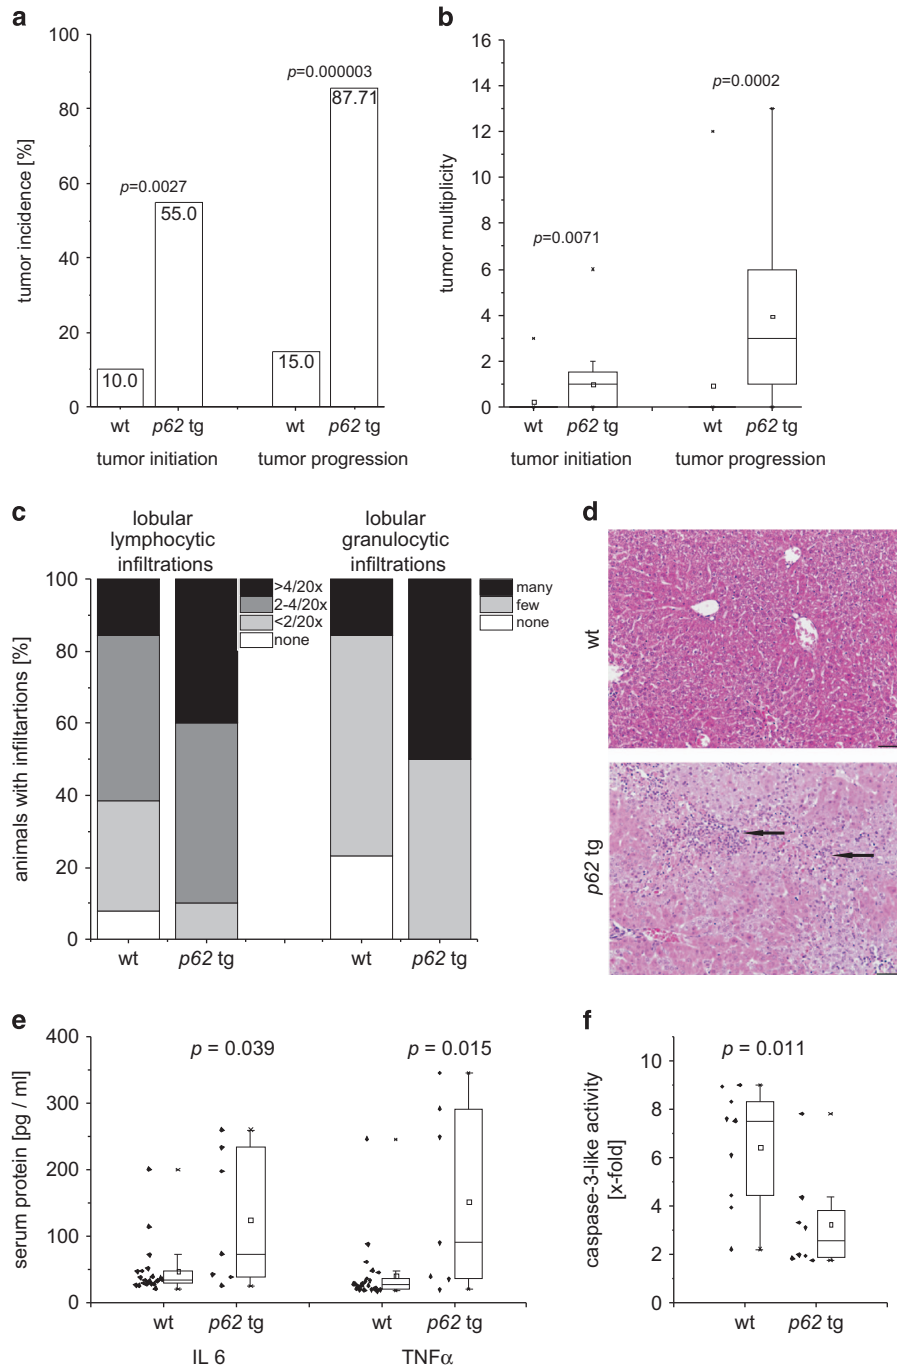 a
tumor incidence [%]
100
80
60
40
20
0
p=0.0027
p=0.000003
10.0
55.0
15.0
87.71
wt
p62 tg
wt
p62 tg
tumor initiation
tumor progression
b
tumor multiplicity
16
14
12
10
8
6
4
2
0
p=0.0071
p=0.0002
wt
p62 tg
wt
p62 tg
tumor initiation
tumor progression
c
lobular
lymphocytic
infiltrations
lobular
granulocytic
infiltrations
animals with infiltartions [%]
100
80
60
40
20
0
>4/20x
2-4/20x
<2/20x
none
many
few
none
wt
p62 tg
wt
p62 tg
d
wt
p62 tg
e
serum protein [pg / ml]
400
300
200
100
0
p = 0.039
p = 0.015
wt
p62 tg
wt
p62 tg
IL 6
TNFα
f
caspase-3-like activity
[x-fold]
10
8
6
4
2
0
p = 0.011
wt
p62 tg